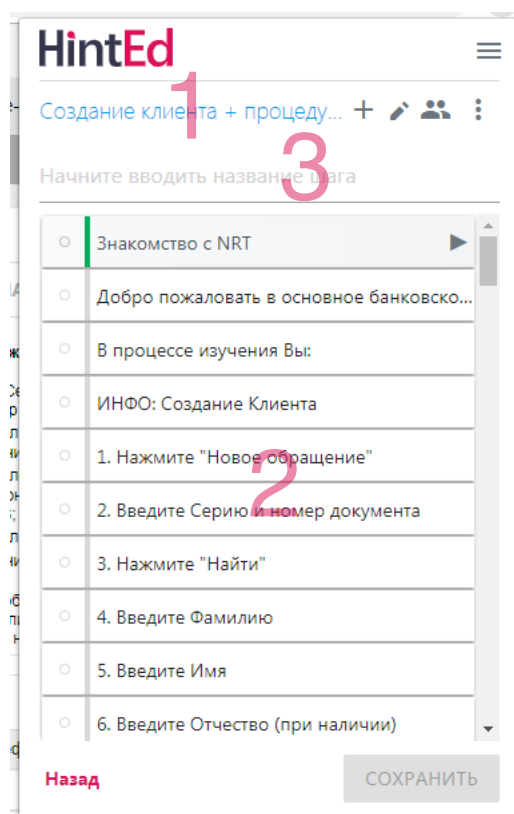 HintEd
1
Создание клиента + процеду...
3
Начните вводить название шага
Знакомство с NRT
Добро пожаловать в основное банковско...
В процессе изучения Вы:
ИНФО: Создание Клиента
1. Нажмите "Новое обращение"
2
2. Введите Серию и номер документа
3. Нажмите "Найти"
4. Введите Фамилию
5. Введите Имя
6. Введите Отчество (при наличии)
Назад
СОХРАНИТЬ